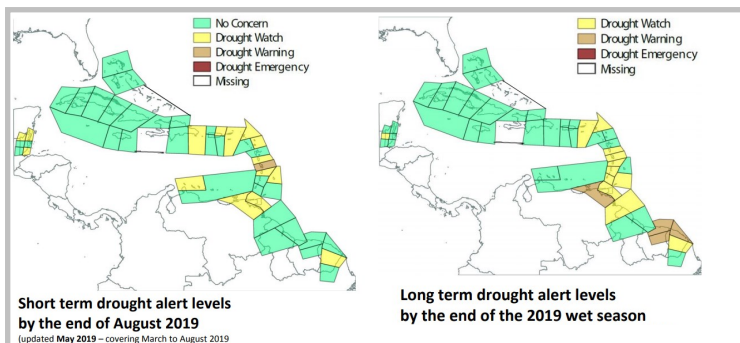 No Concern
Drought Watch
Drought Warning
Drought Emergency
Missing
Short term drought alert levels
by the end of August 2019
(updated May 2019 – covering March to August 2019
Drought Watch
Drought Warning
Drought Emergency
Missing
Long term drought alert levels
by the end of the 2019 wet season